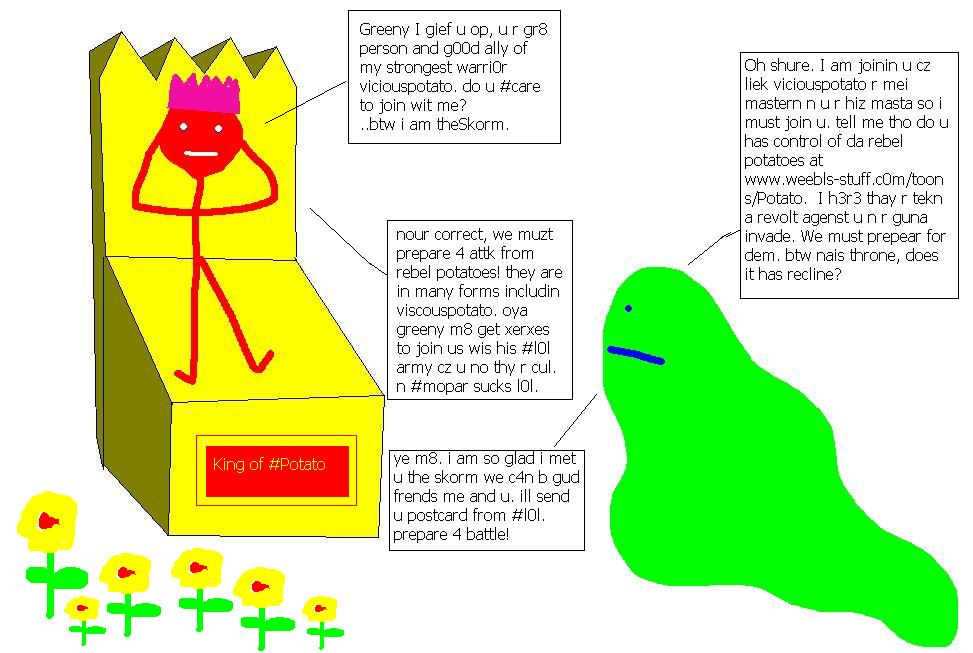 Greeny I gief u op, u r gr8
person and g00d ally of
my strongest warri0r
viciouspotato. do u #care
to join wit me?
..btw i am theSkorm.
Oh shure. I am joinin u cz
liek viciouspotato r mei
mastern n u r hiz masta so i
must join u. tell me tho do u
has control of da rebel
potatoes at
www.weebls-stuff.c0m/toon
s/Potato.  I h3r3 thay r tekn
a revolt agenst u n r guna
invade. We must prepear for
dem. btw nais throne, does
it has recline?
nour correct, we muzt
prepare 4 attk from
rebel potatoes! they are
in many forms includin
viscouspotato. oya
greeny m8 get xerxes
to join us wis his #l0l
army cz u no thy r cul.
n #mopar sucks l0l.
ye m8. i am so glad i met
u the skorm we c4n b gud
frends me and u. ill send
u postcard from #l0l.
prepare 4 battle!
King of #Potato